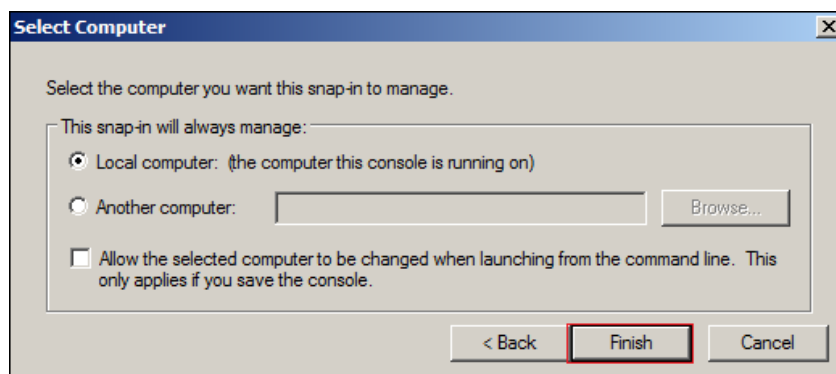 Select Computer
Select the computer you want this snap-in to manage.
This snap-in will always manage:
Local computer: (the computer this console is running on)
Another computer:
Browse...
Allow the selected computer to be changed when launching from the command line. This
only applies if you save the console.
< Back
Finish
Cancel